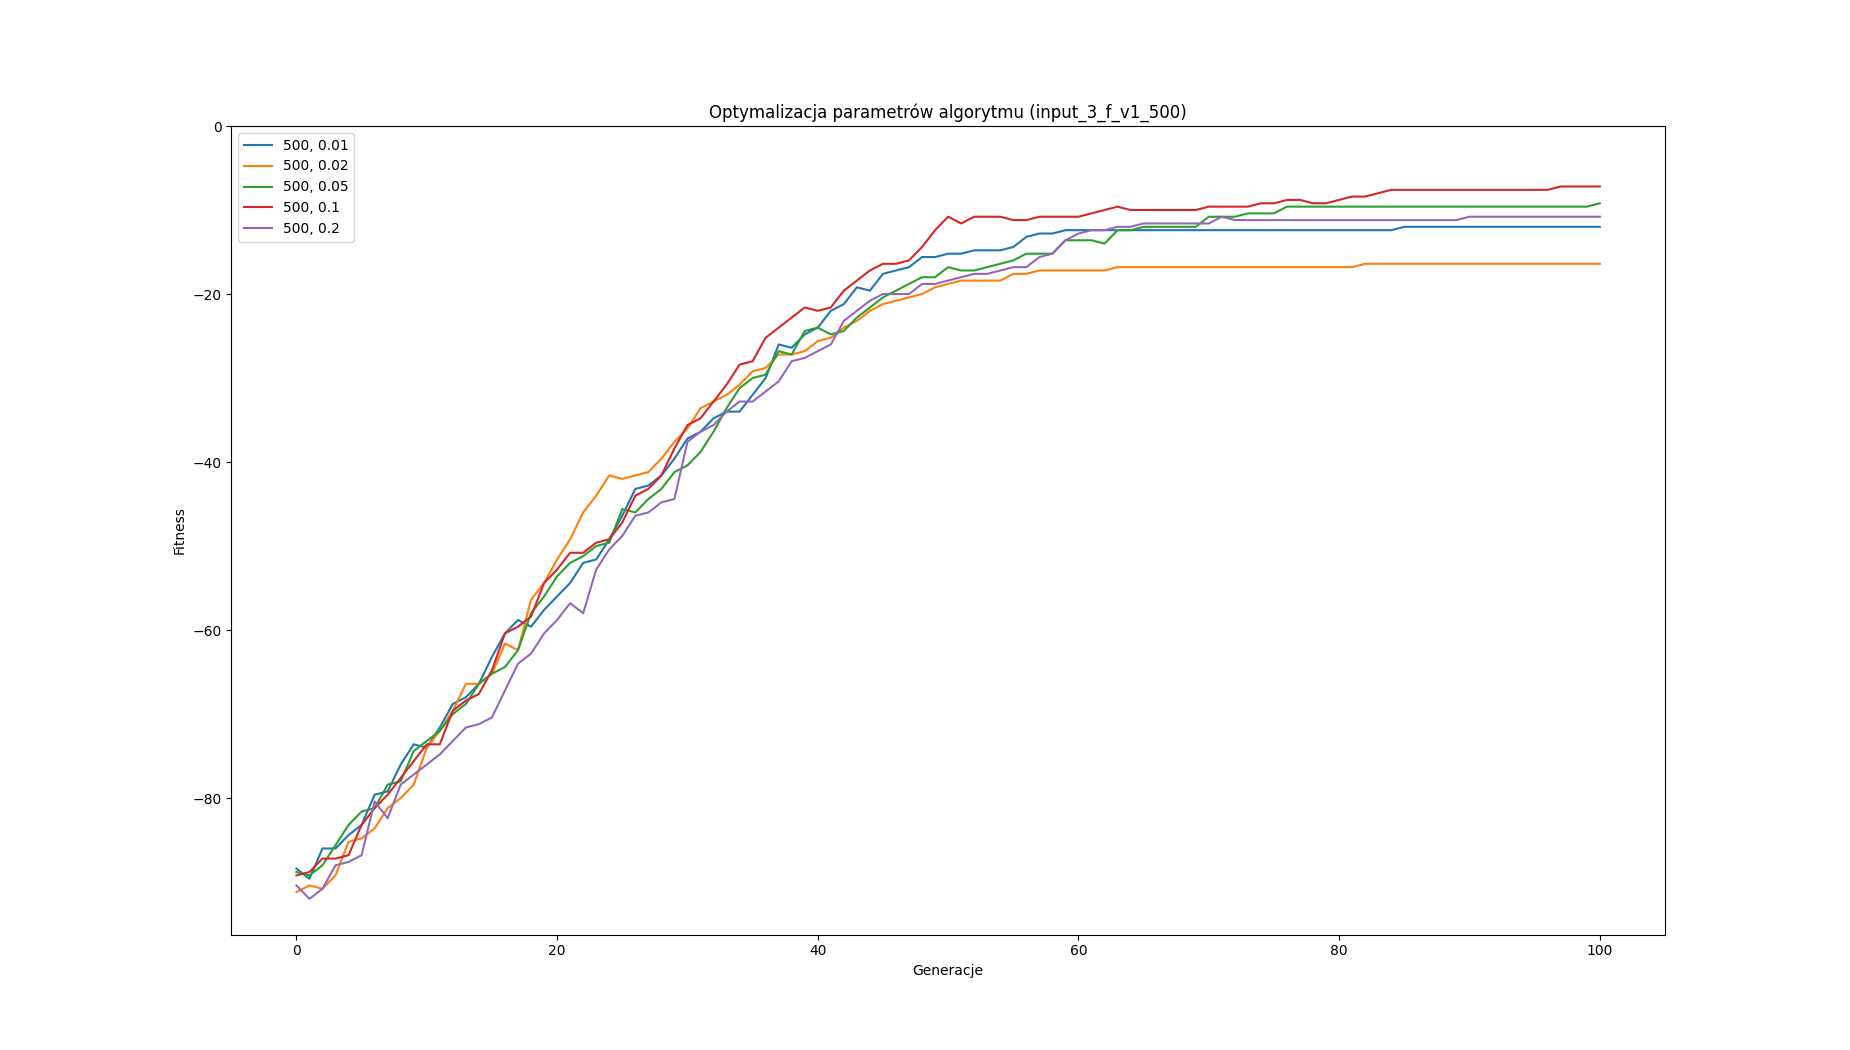 Optymalizacja parametrów algorytmu (input_3_f_v1_500)
0
−20
−40
−60
−80
Fitness
500, 0.01
500, 0.02
500, 0.05
500, 0.1
500, 0.2
0 20 40 60 80 100
Generacje